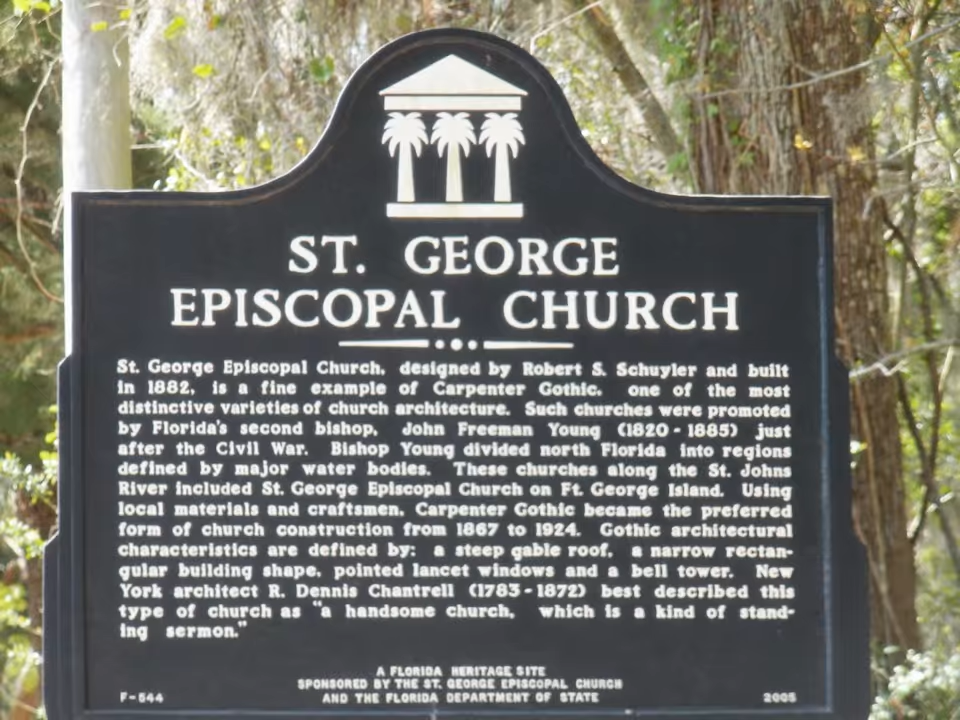 ST. GEORGE
EPISCOPAL CHURCH
St. George Episcopal Church, designed by Robert S. Schuyler and built
in 1882, is a fine example of Carpenter Gothic, one of the most
distinctive varieties of church architecture. Such churches were promoted
by Florida's second bishop, John Freeman Young (1820 - 1885) just
after the Civil War. Bishop Young divided north Florida into regions
defined by major water bodies. These churches along the St. Johns
River included St. George Episcopal Church on Ft. George Island. Using
local materials and craftsmen, Carpenter Gothic became the preferred
form of church construction from 1867 to 1924. Gothic architectural
characteristics are defined by: a steep gable roof, a narrow rectan-
gular building shape, pointed lancet windows and a bell tower. New
York architect R. Dennis Chantrell (1783 - 1872) best described this
type of church as "a handsome church, which is a kind of stand-
ing sermon."
A FLORIDA HERITAGE SITE
SPONSORED BY THE ST. GEORGE EPISCOPAL CHURCH
F-544 AND THE FLORIDA DEPARTMENT OF STATE 2005